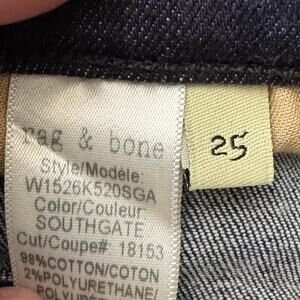 rag & bone
Style/Modèle:
W1526K520SGA
Color/Couleur:
SOUTHGATE
Cut/Coupe# 18153
98%COTTON/COTON
2%POLYURETHANE/
25